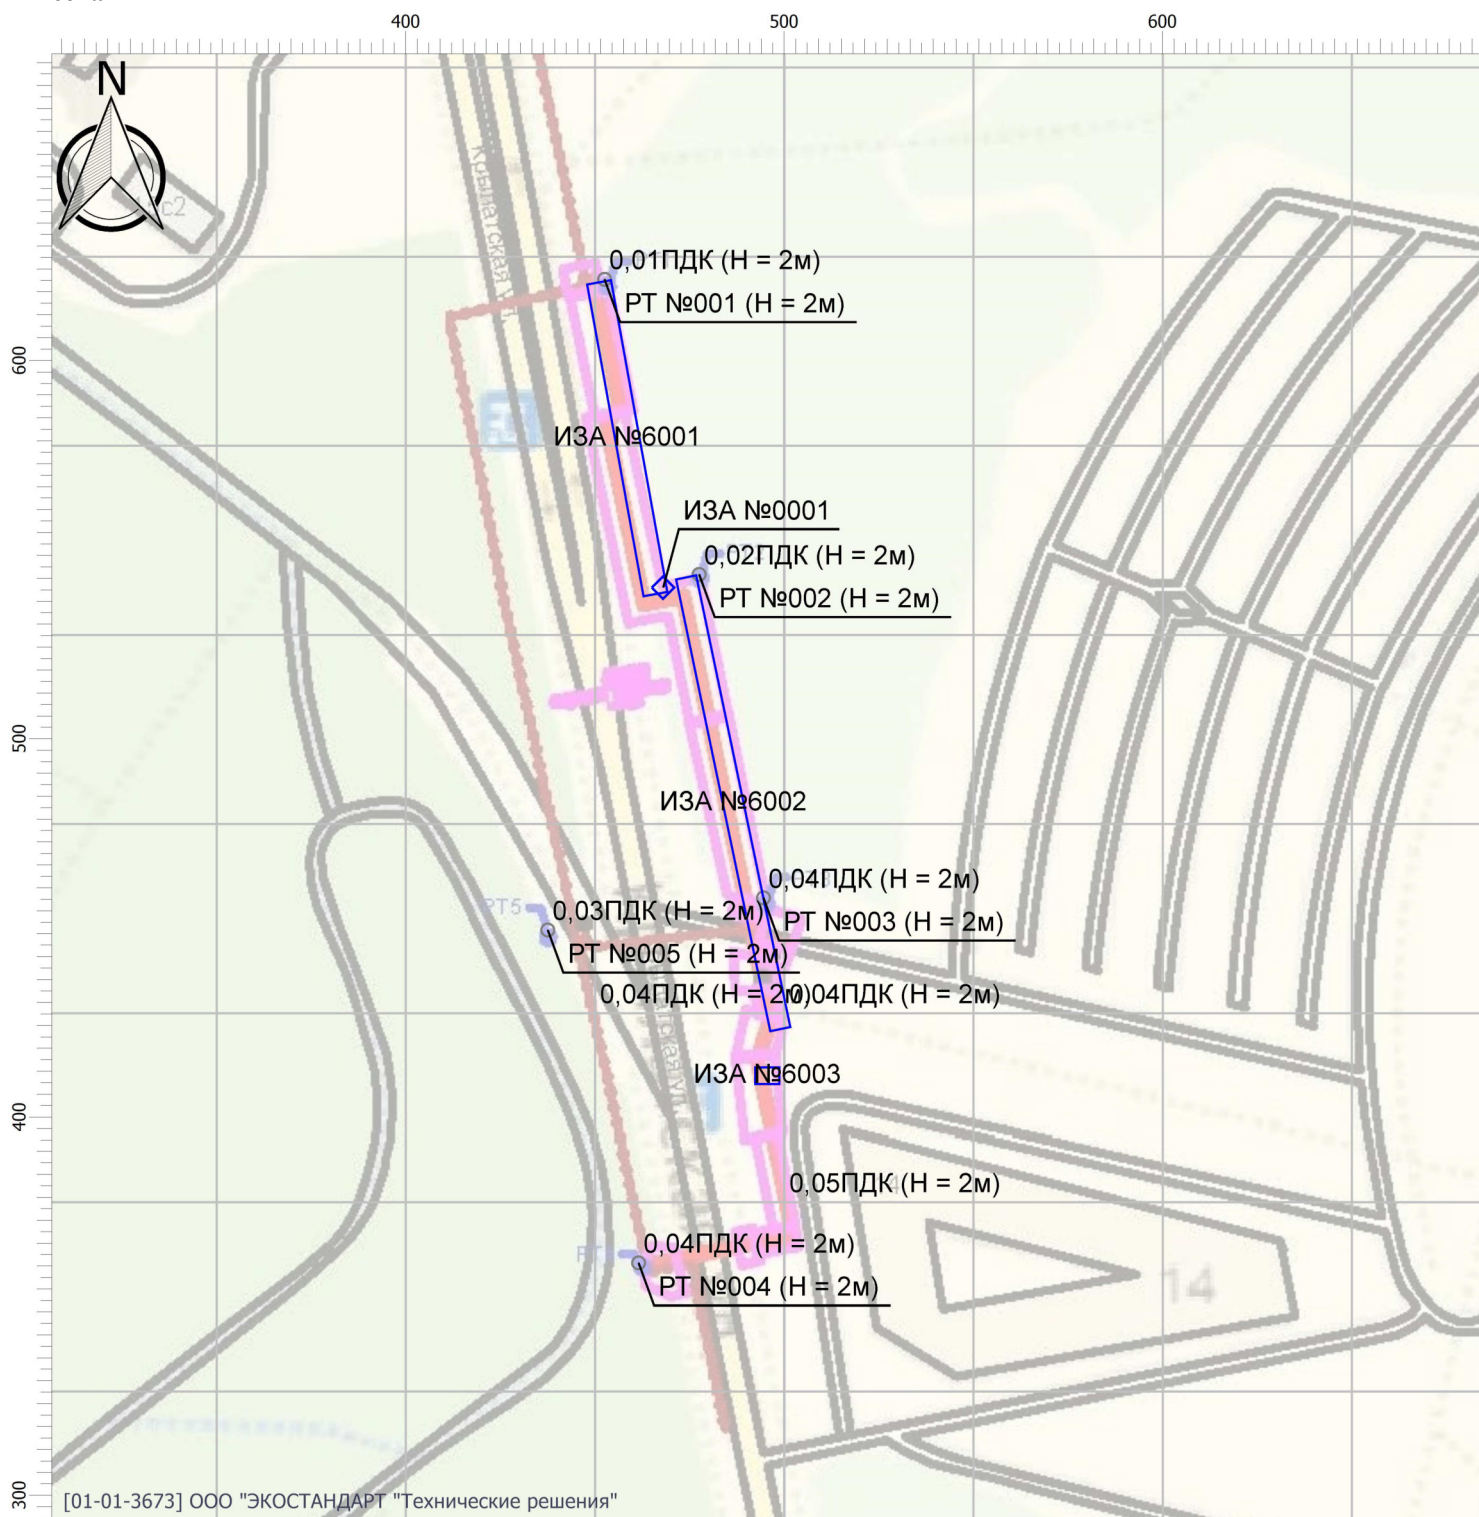 400
500
600
N
с2
Крылатская ул.
0,01ПДК (Н = 2м)
РТ №001 (Н = 2м)
600
ИЗА №6001
ИЗА №0001
0,02ПДК (Н = 2м)
РТ №002 (Н = 2м)
500
ИЗА №6002
0,04ПДК (Н = 2м)
РТ №003 (Н = 2м)
РТ5
0,03ПДК (Н = 2м)
РТ №005 (Н = 2м)
0,04ПДК (Н = 2м)
0,04ПДК (Н = 2м)
ИЗА №6003
400
0,05ПДК (Н = 2м)
0,04ПДК (Н = 2м)
РТ №004 (Н = 2м)
14
300
[01-01-3673] ООО "ЭКОСТАНДАРТ "Технические решения"